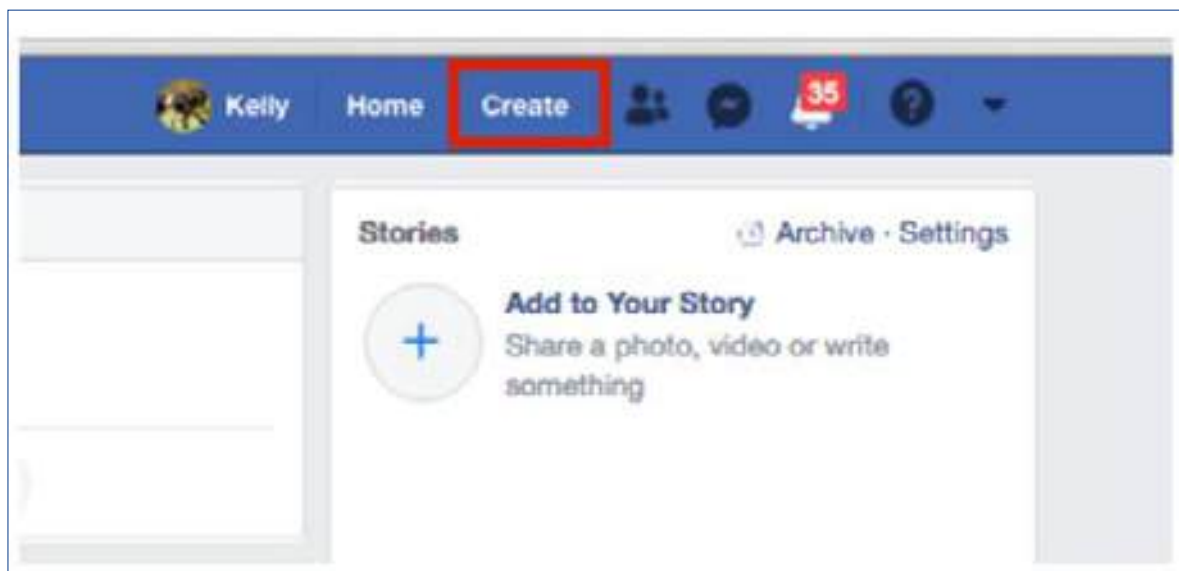 Kelly Home Create 35
Stories Archive · Settings
Add to Your Story
Share a photo, video or write
something